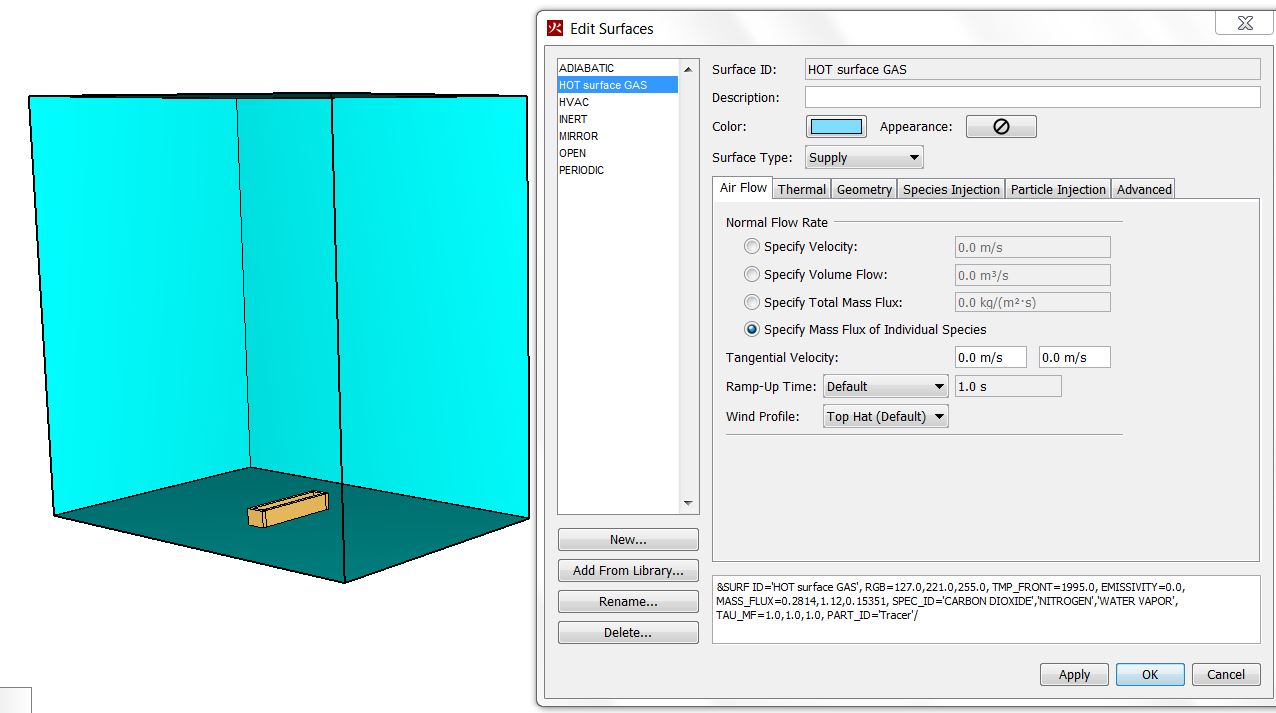 火 Edit Surfaces
ADIABATIC
HOT surface GAS
HVAC
INERT
MIRROR
OPEN
PERIODIC
New...
Add From Library...
Rename...
Delete...
Surface ID: HOT surface GAS
Description:
Color: Appearance:
Surface Type: Supply
Air Flow Thermal Geometry Species Injection Particle Injection Advanced
Normal Flow Rate
Specify Velocity: 0.0 m/s
Specify Volume Flow: 0.0 m³/s
Specify Total Mass Flux: 0.0 kg/(m²·s)
Specify Mass Flux of Individual Species
Tangential Velocity: 0.0 m/s 0.0 m/s
Ramp-Up Time: Default 1.0 s
Wind Profile: Top Hat (Default)
&SURF ID='HOT surface GAS', RGB=127.0,221.0,255.0, TMP_FRONT=1995.0, EMISSIVITY=0.0,
MASS_FLUX=0.2814,1.12,0.15351, SPEC_ID='CARBON DIOXIDE','NITROGEN','WATER VAPOR',
TAU_MF=1.0,1.0,1.0, PART_ID='Tracer'/
Apply OK Cancel